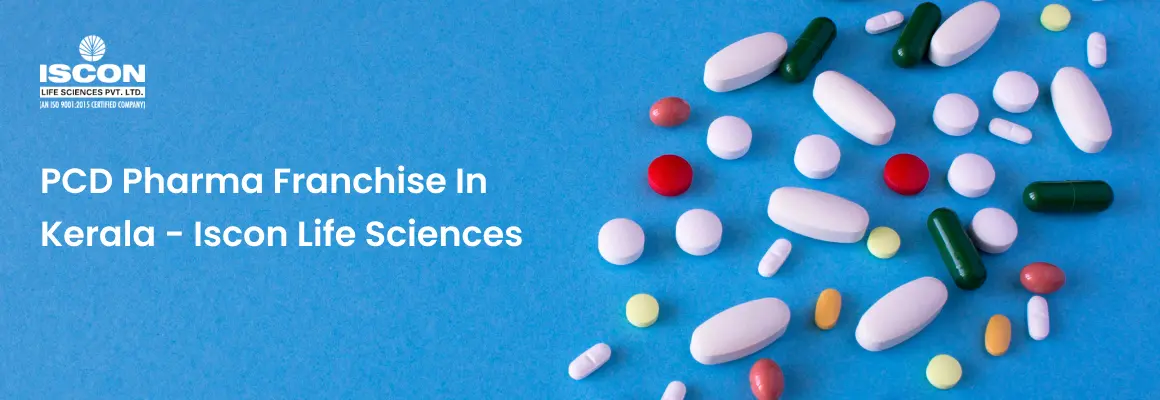 ISCON
LIFE SCIENCES PVT. LTD.
(AN ISO 9001:2015 CERTIFIED COMPANY)
PCD Pharma Franchise In
Kerala - Iscon Life Sciences